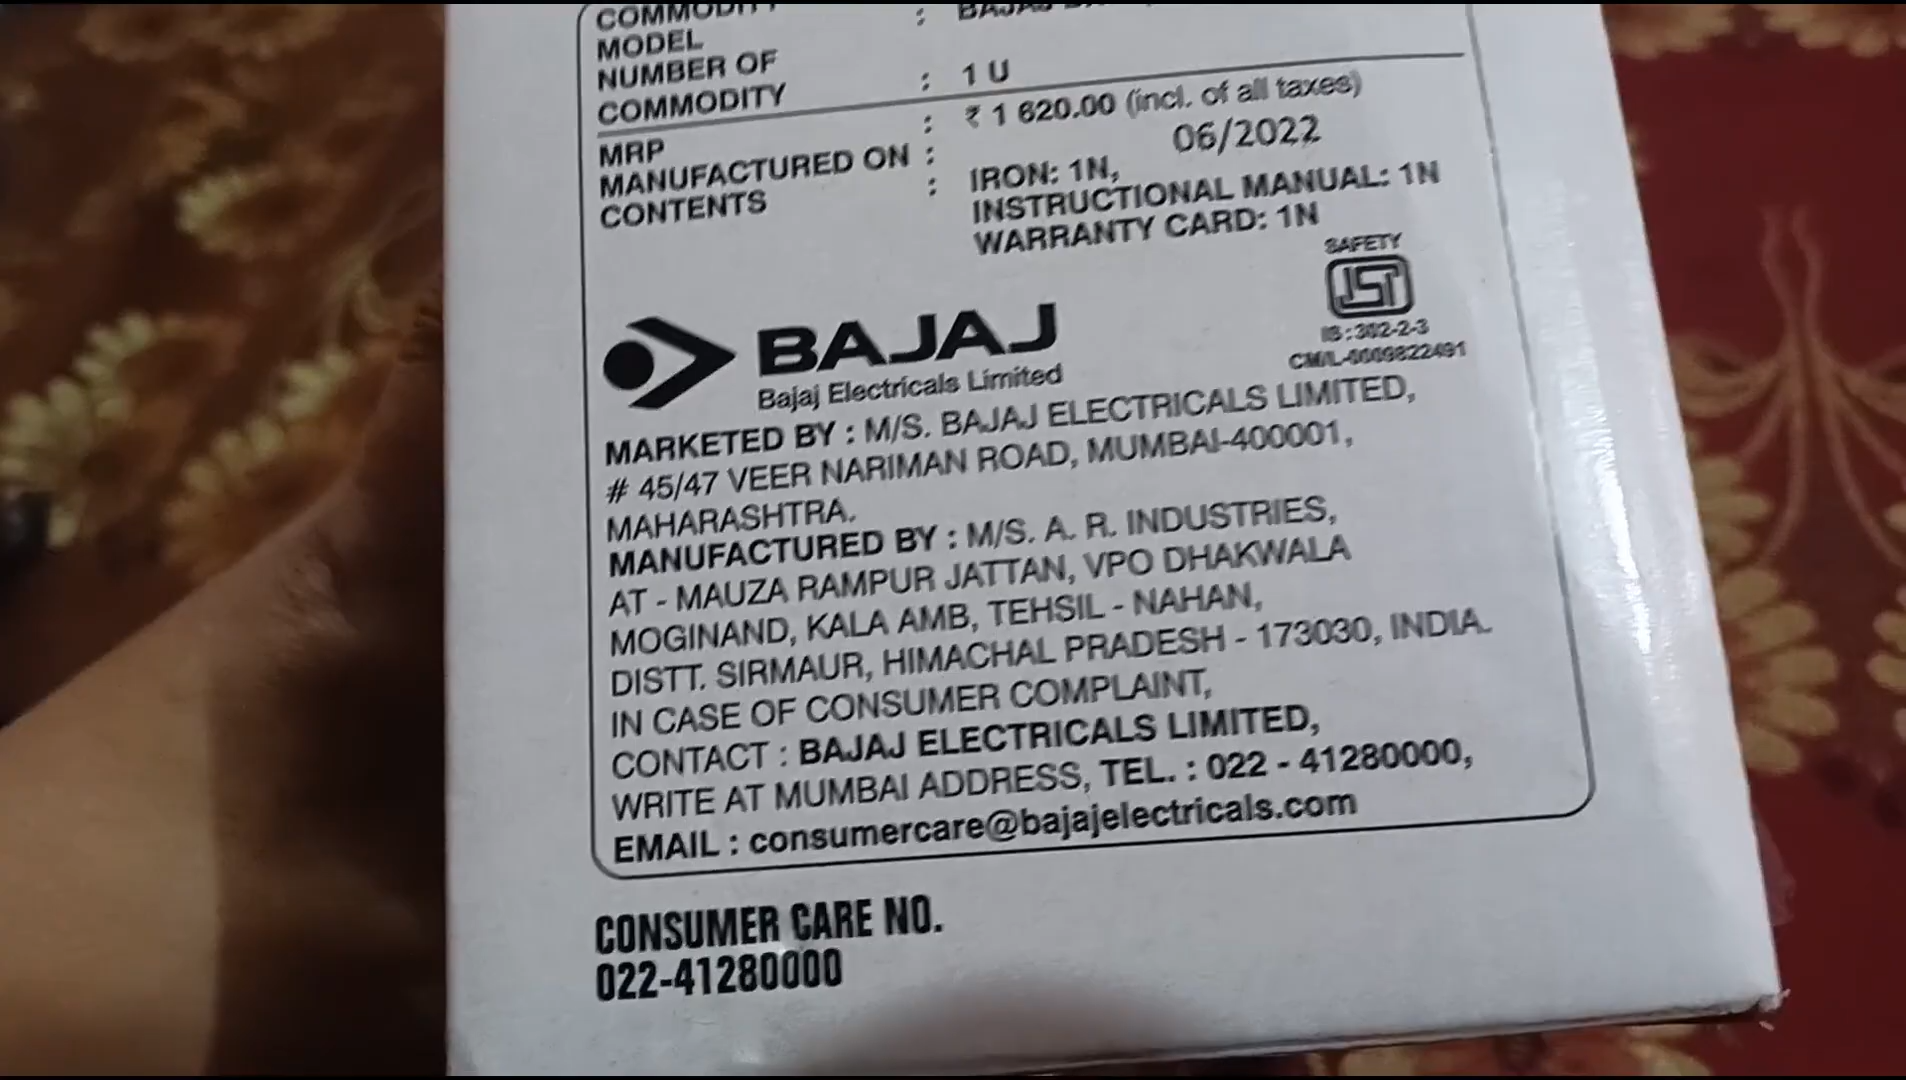 COMMODITY :
MODEL
NUMBER OF
COMMODITY : 1 U
MRP : ₹ 1 620.00 (incl. of all taxes)
MANUFACTURED ON : 06/2022
CONTENTS : IRON: 1N,
INSTRUCTIONAL MANUAL: 1N
WARRANTY CARD: 1N
SAFETY
ISI
IS:302-2-3
CM/L-0009822491
BAJAJ
Bajaj Electricals Limited
MARKETED BY : M/S. BAJAJ ELECTRICALS LIMITED,
# 45/47 VEER NARIMAN ROAD, MUMBAI-400001,
MAHARASHTRA.
MANUFACTURED BY : M/S. A. R. INDUSTRIES,
AT - MAUZA RAMPUR JATTAN, VPO DHAKWALA
MOGINAND, KALA AMB, TEHSIL - NAHAN,
DISTT. SIRMAUR, HIMACHAL PRADESH - 173030, INDIA.
IN CASE OF CONSUMER COMPLAINT,
CONTACT : BAJAJ ELECTRICALS LIMITED,
WRITE AT MUMBAI ADDRESS, TEL. : 022 - 41280000,
EMAIL : consumercare@bajajelectricals.com
CONSUMER CARE NO.
022-41280000